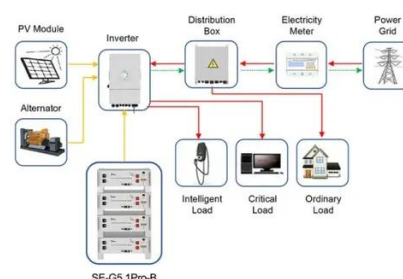 PV Module
Inverter
Distribution
Box
Electricity
Meter
Power
Grid
Alternator
Intelligent
Load
Critical
Load
Ordinary
Load
SE-G5.1Pro-B